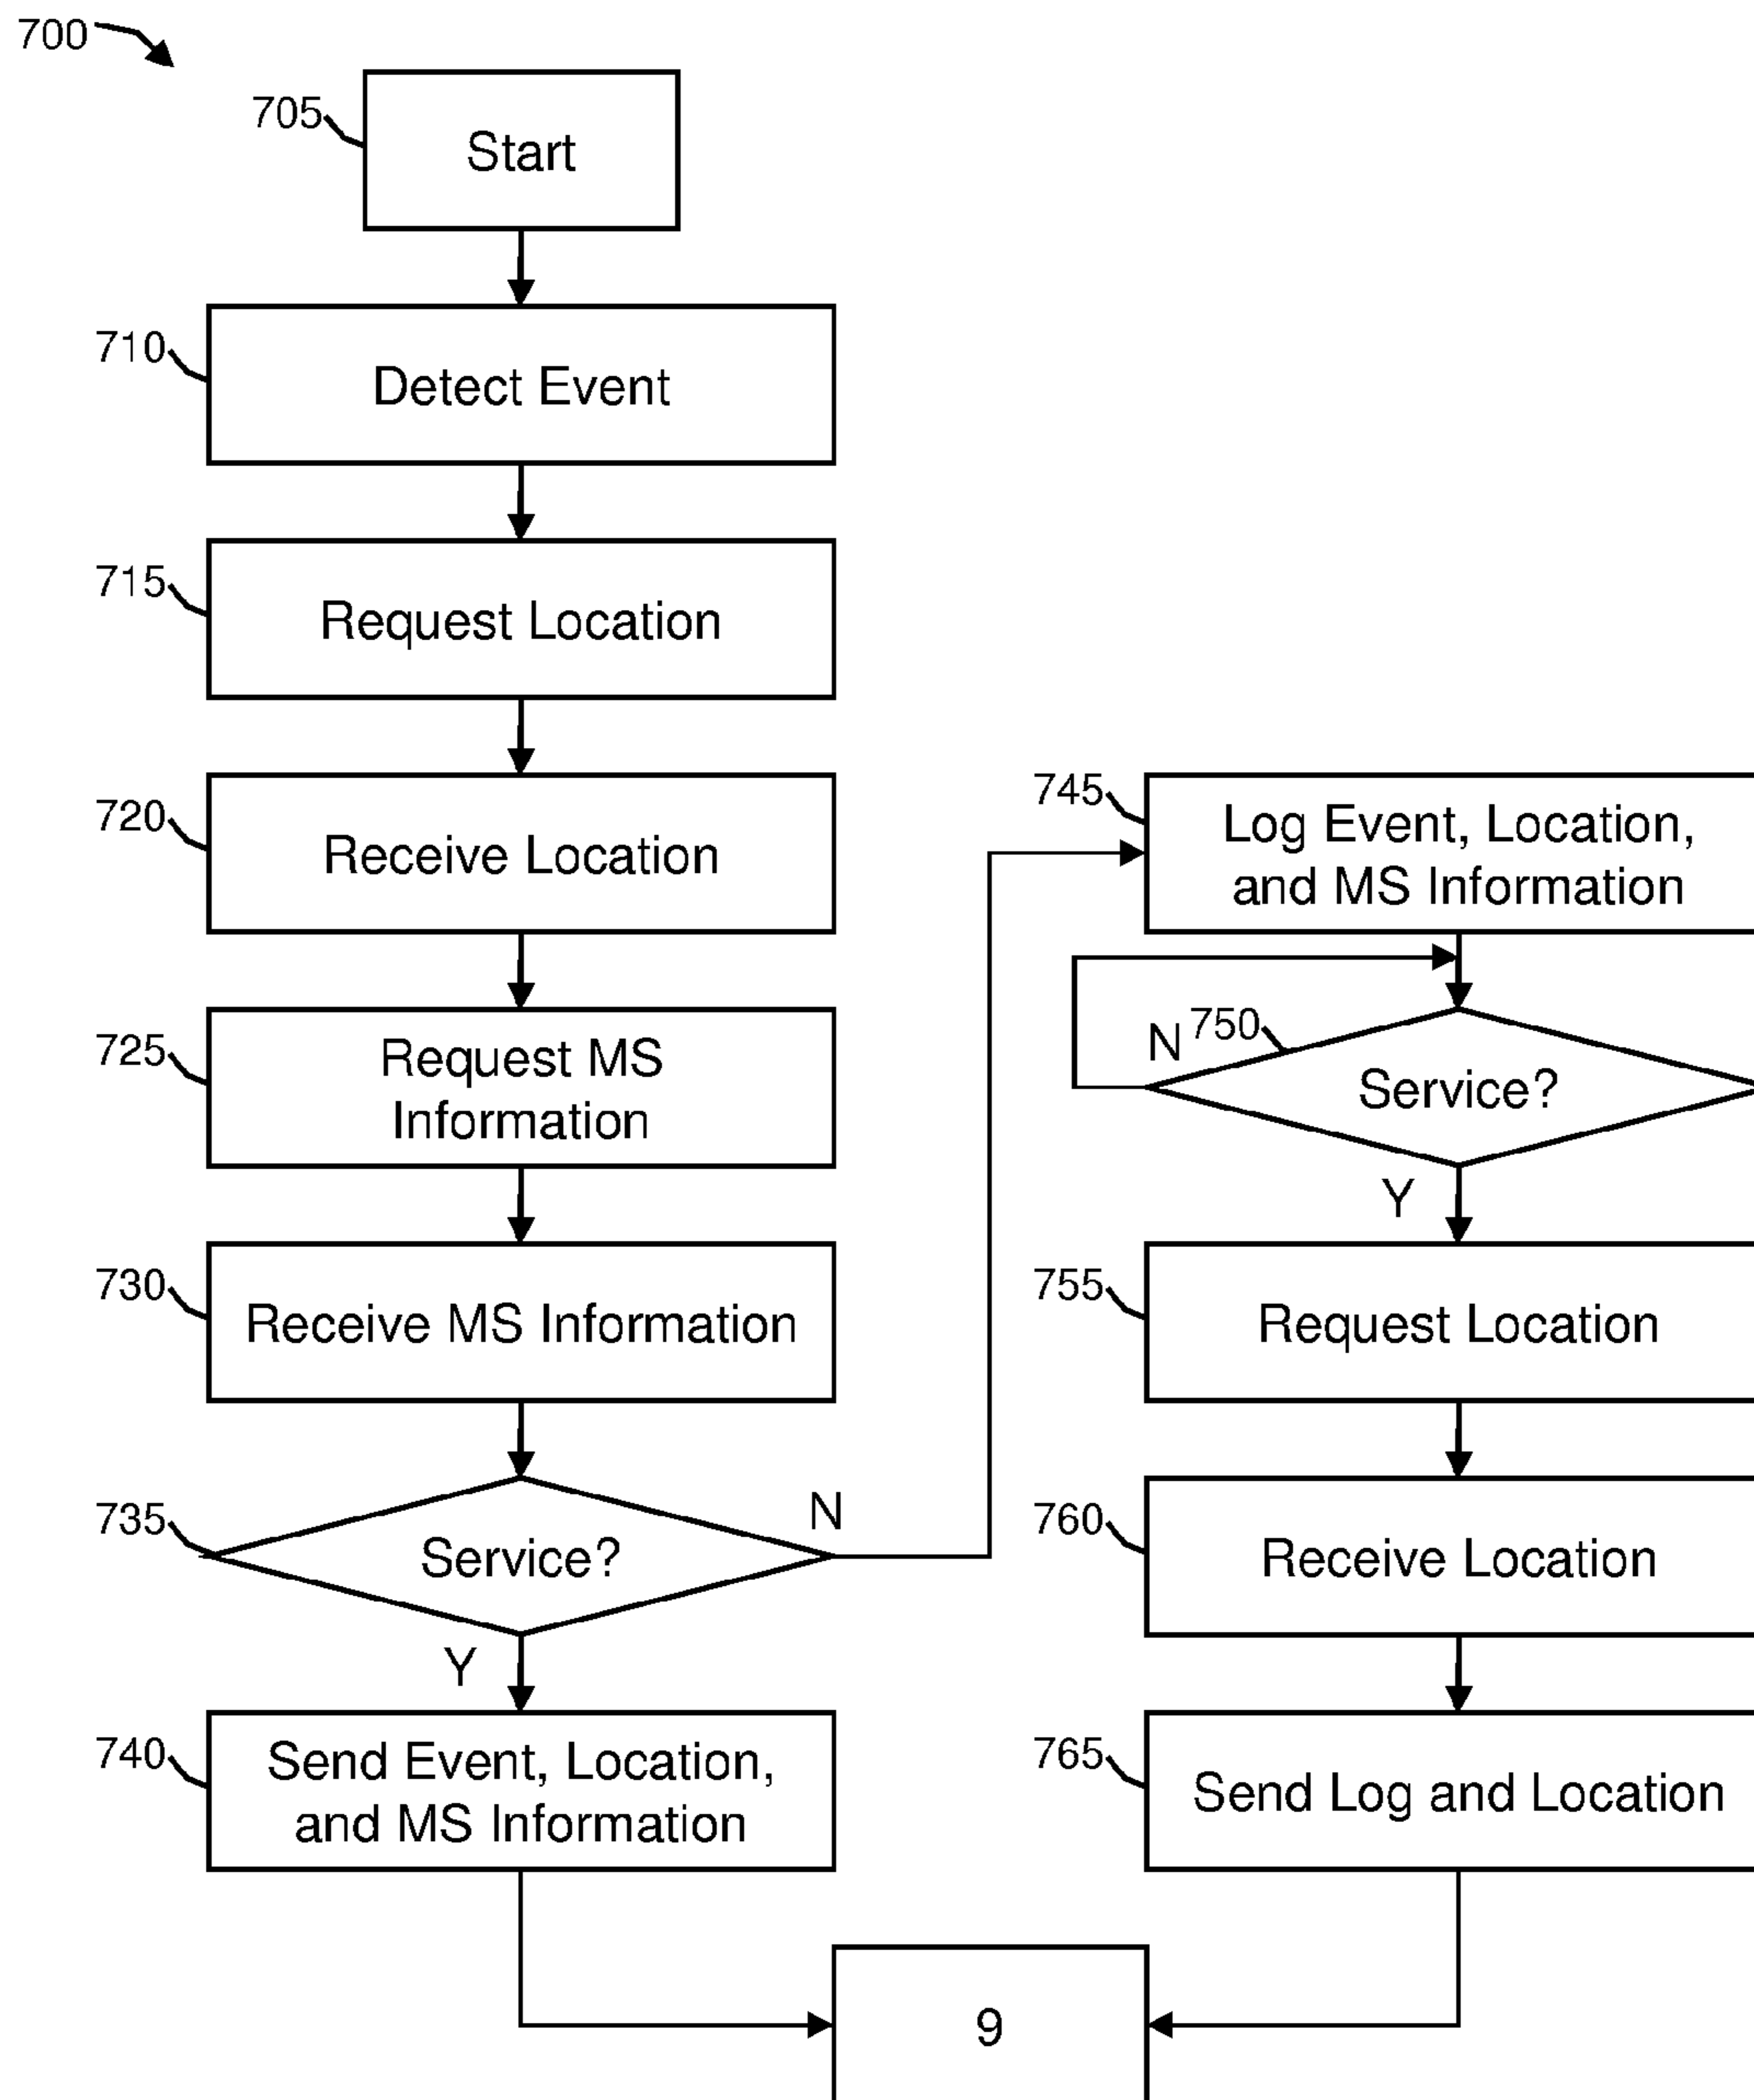 700
705
Start
710
Detect Event
715
Request Location
720
Receive Location
725
Request MS
Information
730
Receive MS Information
735
Service?
N
Y
740
Send Event, Location,
and MS Information
745
Log Event, Location,
and MS Information
N
750
Service?
Y
755
Request Location
760
Receive Location
765
Send Log and Location
9